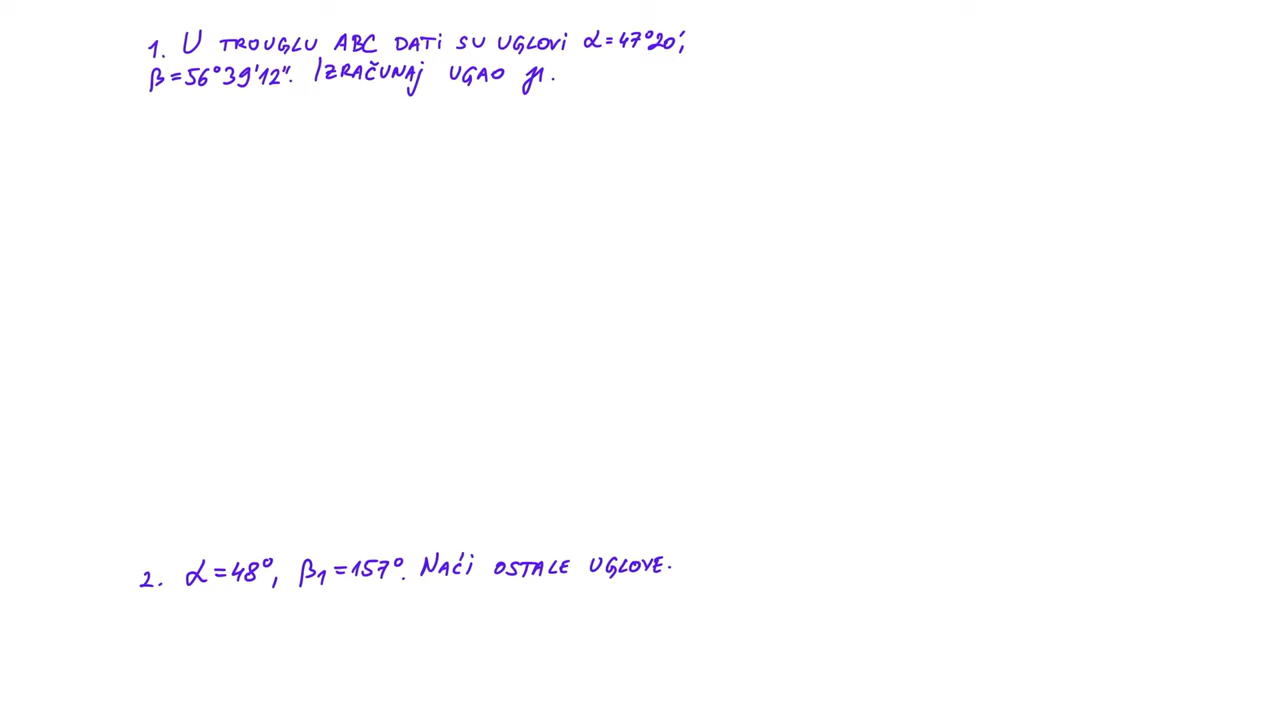 1. U TROUGLU ABC DATI SU UGLOVI α=47°20′,
β=56°39′12″. IZRAČUNAJ UGAO γ1.
2. α=48°, β1=157°. NAĆI OSTALE UGLOVE.